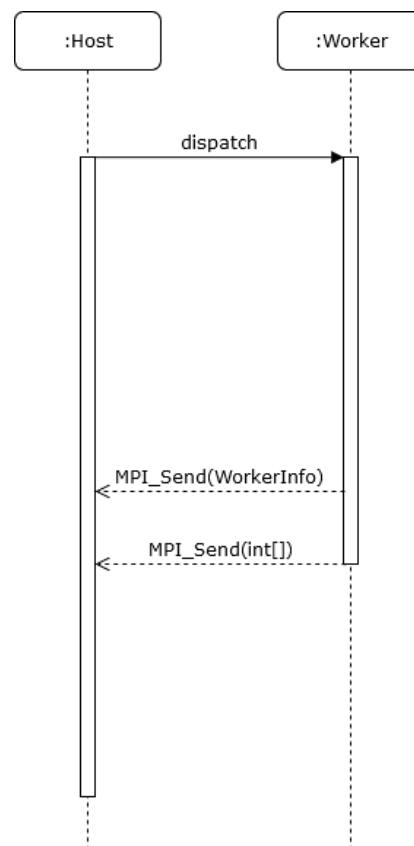 :Host
:Worker
dispatch
MPI_Send(WorkerInfo)
MPI_Send(int[])